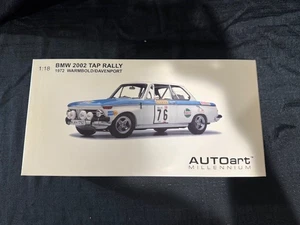 1:18 BMW 2002 TAP RALLY
1972 WARMBOLD/DAVENPORT
76
AUTOart
MILLENNIUM